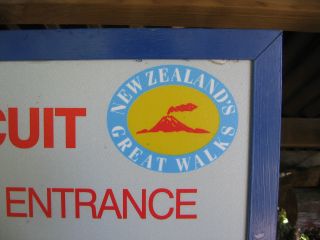 NEW ZEALAND'S
GREAT WALKS
CUIT
ENTRANCE